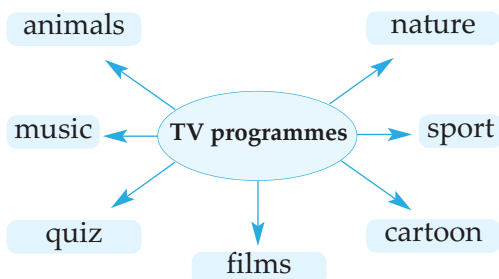 animals
nature
music
TV programmes
sport
quiz
films
cartoon